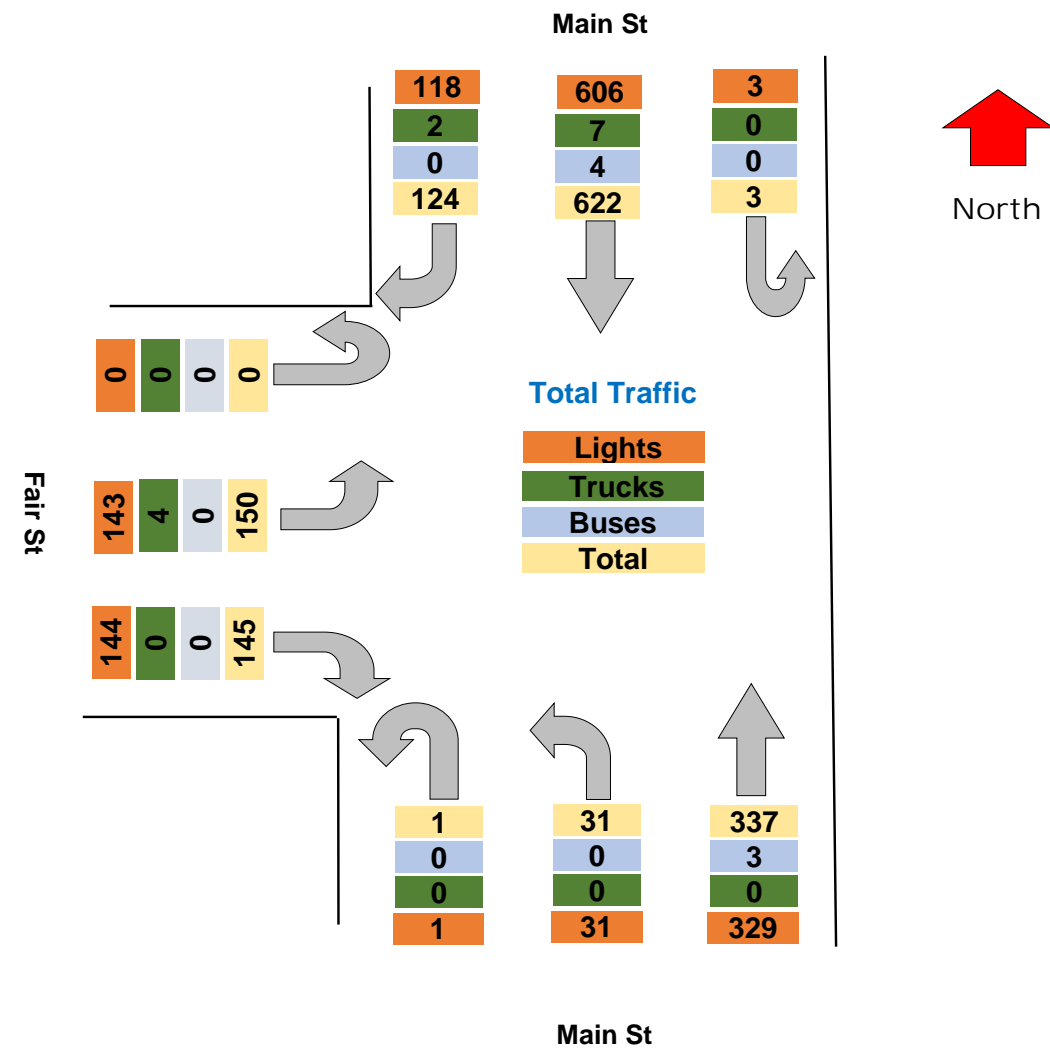 Main St
118 606 3
2 7 0
0 4 0
124 622 3
North
0 0 0 0
Total Traffic
Lights
Trucks
Buses
Total
Fair St
143 4 0 150
144 0 0 145
1 31 337
0 0 3
0 0 0
1 31 329
Main St